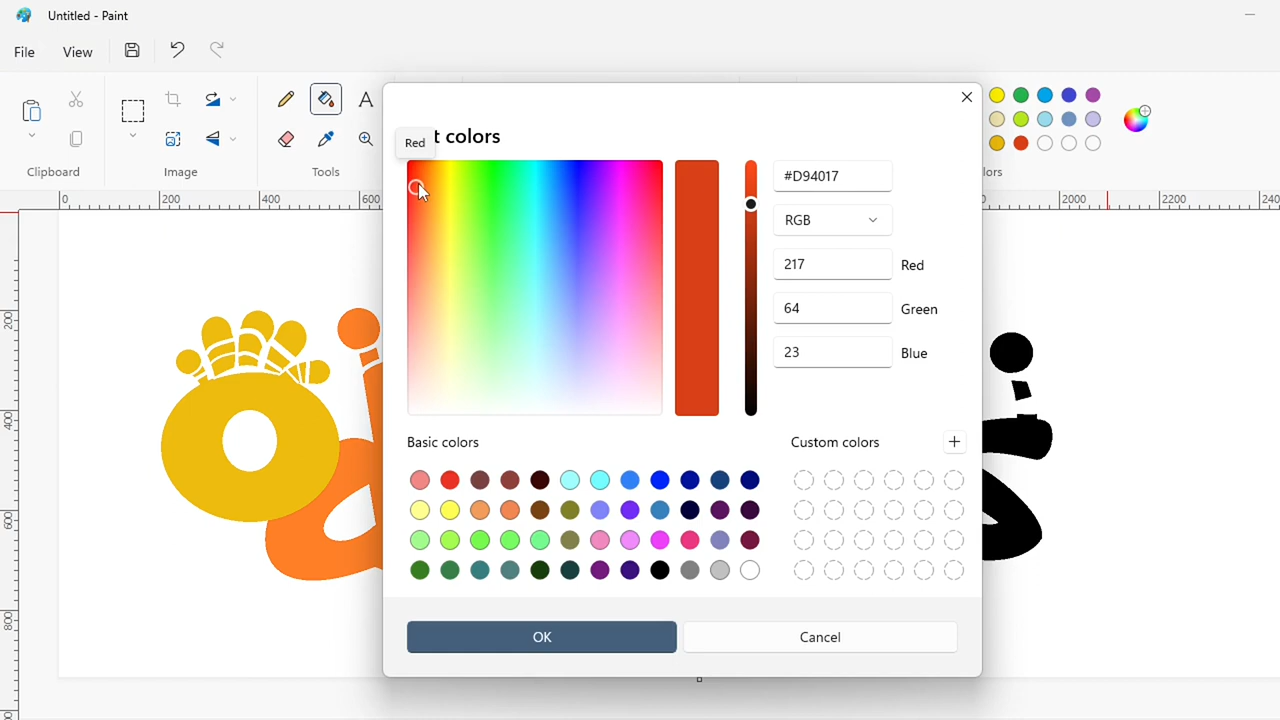 Untitled - Paint
File View
Clipboard Image Tools
Red
t colors
lors
0 200 400 600 0 2000 2200 240
200
400
600
800
#D94017
RGB
217 Red
64 Green
23 Blue
Basic colors
Custom colors
OK
Cancel